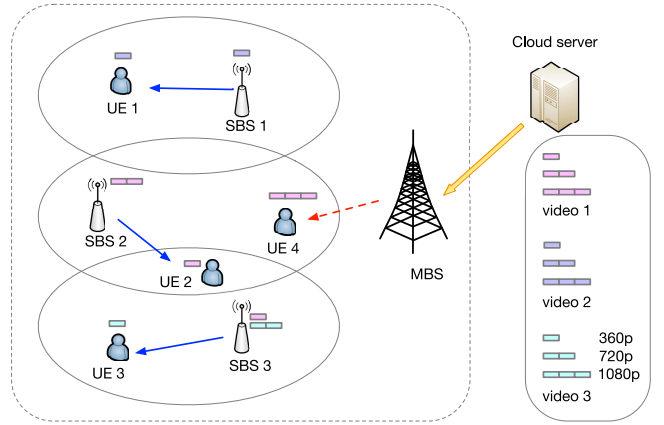 Cloud server
UE 1
SBS 1
SBS 2
UE 4
UE 2
MBS
UE 3
SBS 3
video 1
video 2
360p
720p
1080p
video 3